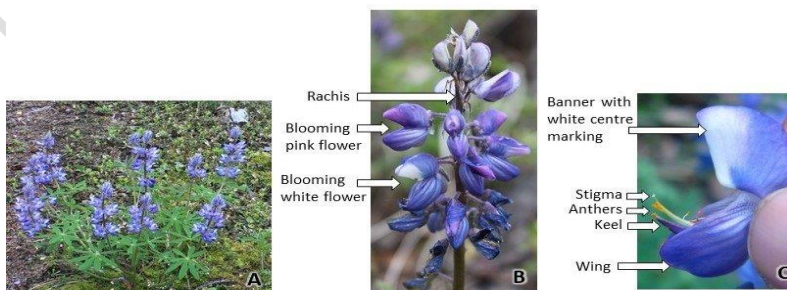 A
Rachis
Blooming
pink flower
Blooming
white flower
B
Banner with
white centre
marking
Stigma
Anthers
Keel
Wing
C